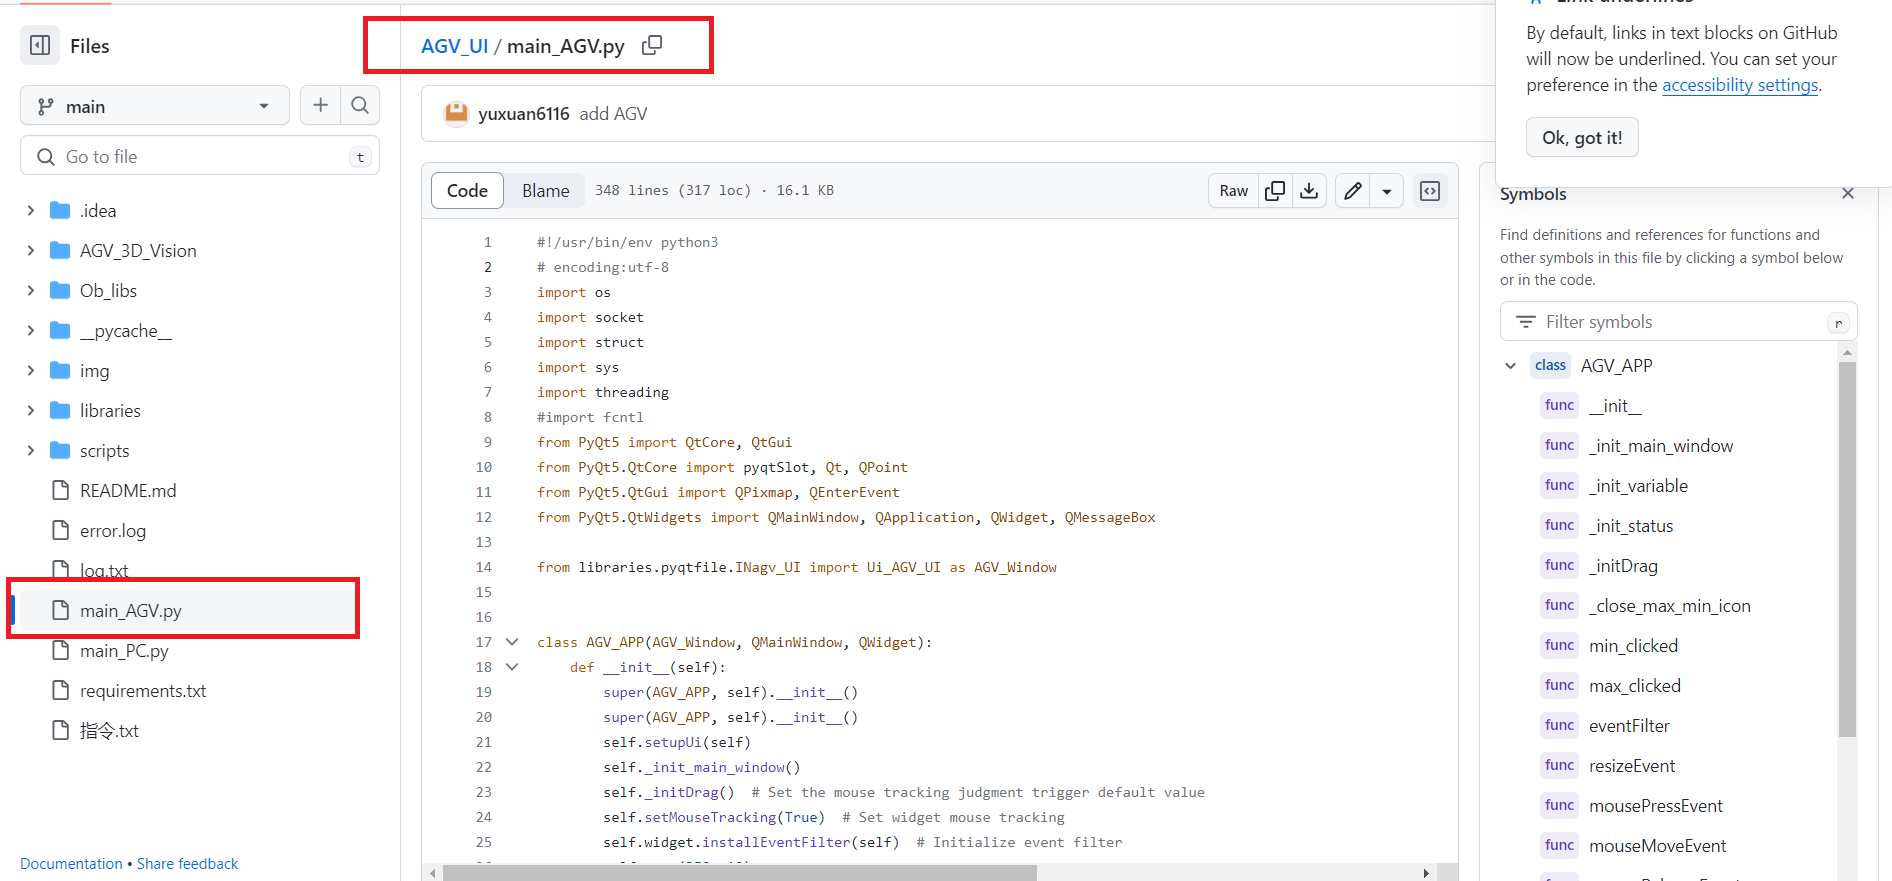 Files
main
Go to file
t
.idea
AGV_3D_Vision
Ob_libs
__pycache__
img
libraries
scripts
README.md
error.log
log.txt
main_AGV.py
main_PC.py
requirements.txt
指令.txt
Documentation • Share feedback
AGV_UI / main_AGV.py
yuxuan6116 add AGV
Code Blame 348 lines (317 loc) · 16.1 KB
Raw
1 #!/usr/bin/env python3
2 # encoding:utf-8
3 import os
4 import socket
5 import struct
6 import sys
7 import threading
8 #import fcntl
9 from PyQt5 import QtCore, QtGui
10 from PyQt5.QtCore import pyqtSlot, Qt, QPoint
11 from PyQt5.QtGui import QPixmap, QEnterEvent
12 from PyQt5.QtWidgets import QMainWindow, QApplication, QWidget, QMessageBox
13
14 from libraries.pyqtfile.INagv_UI import Ui_AGV_UI as AGV_Window
15
16
17 class AGV_APP(AGV_Window, QMainWindow, QWidget):
18 def __init__(self):
19 super(AGV_APP, self).__init__()
20 super(AGV_APP, self).__init__()
21 self.setupUi(self)
22 self._init_main_window()
23 self._initDrag() # Set the mouse tracking judgment trigger default value
24 self.setMouseTracking(True) # Set widget mouse tracking
25 self.widget.installEventFilter(self) # Initialize event filter
Link underlines
By default, links in text blocks on GitHub
will now be underlined. You can set your
preference in the accessibility settings.
Ok, got it!
Symbols
Find definitions and references for functions and
other symbols in this file by clicking a symbol below
or in the code.
Filter symbols
r
class AGV_APP
func __init__
func _init_main_window
func _init_variable
func _init_status
func _initDrag
func _close_max_min_icon
func min_clicked
func max_clicked
func eventFilter
func resizeEvent
func mousePressEvent
func mouseMoveEvent